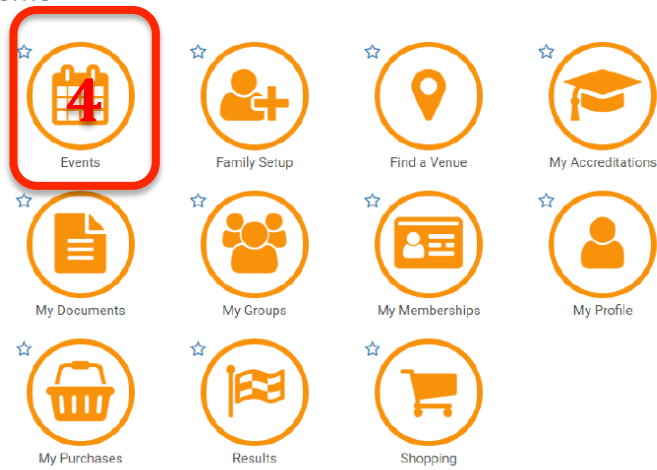 4
Events Family Setup Find a Venue My Accreditations
My Documents My Groups My Memberships My Profile
My Purchases Results Shopping